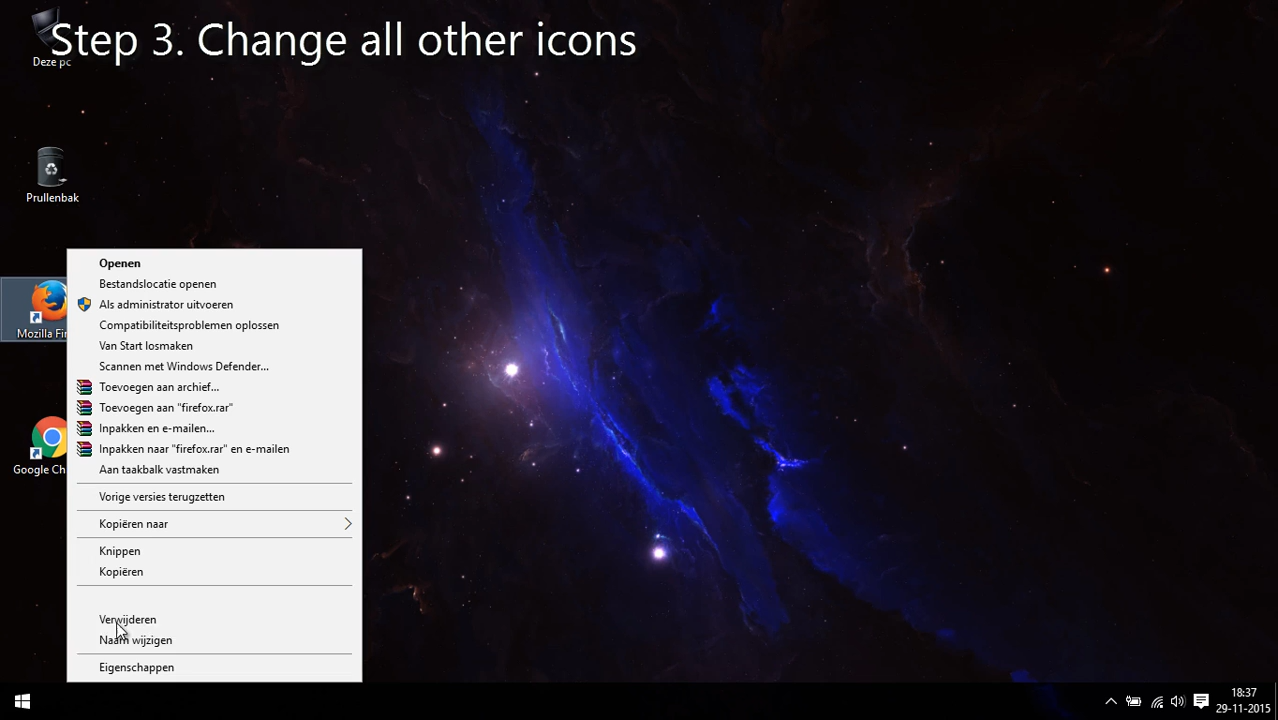 Step 3. Change all other icons
Deze pc
Prullenbak
Mozilla Fir
Google Ch
Openen
Bestandslocatie openen
Als administrator uitvoeren
Compatibiliteitsproblemen oplossen
Van Start losmaken
Scannen met Windows Defender...
Toevoegen aan archief...
Toevoegen aan "firefox.rar"
Inpakken en e-mailen...
Inpakken naar "firefox.rar" en e-mailen
Aan taakbalk vastmaken
Vorige versies terugzetten
Kopiëren naar
Knippen
Kopiëren
Verwijderen
Naam wijzigen
Eigenschappen
18:37
29-11-2015